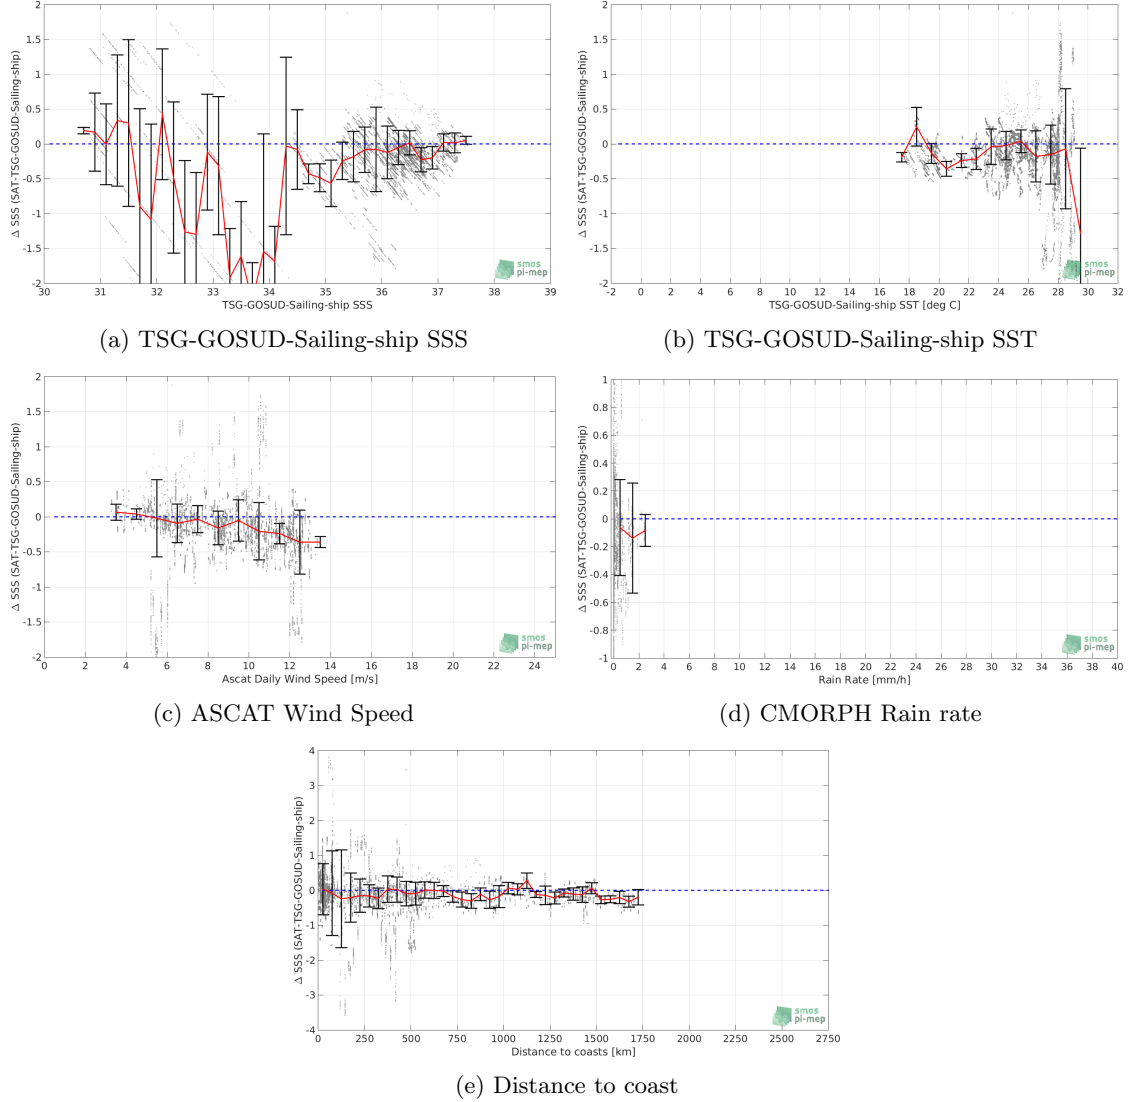 2
1.5
1
0.5
0
-0.5
-1
-1.5
-2
Δ SSS (SAT-TSG-GOSUD-Sailing-ship)
30 31 32 33 34 35 36 37 38 39
TSG-GOSUD-Sailing-ship SSS
smos
pi-mep
(a) TSG-GOSUD-Sailing-ship SSS
2
1.5
1
0.5
0
-0.5
-1
-1.5
-2
Δ SSS (SAT-TSG-GOSUD-Sailing-ship)
-2 0 2 4 6 8 10 12 14 16 18 20 22 24 26 28 30 32
TSG-GOSUD-Sailing-ship SST [deg C]
smos
pi-mep
(b) TSG-GOSUD-Sailing-ship SST
2
1.5
1
0.5
0
-0.5
-1
-1.5
-2
Δ SSS (SAT-TSG-GOSUD-Sailing-ship)
0 2 4 6 8 10 12 14 16 18 20 22 24
Ascat Daily Wind Speed [m/s]
smos
pi-mep
(c) ASCAT Wind Speed
1
0.8
0.6
0.4
0.2
0
-0.2
-0.4
-0.6
-0.8
-1
Δ SSS (SAT-TSG-GOSUD-Sailing-ship)
0 2 4 6 8 10 12 14 16 18 20 22 24 26 28 30 32 34 36 38 40
Rain Rate [mm/h]
smos
pi-mep
(d) CMORPH Rain rate
4
3
2
1
0
-1
-2
-3
-4
Δ SSS (SAT-TSG-GOSUD-Sailing-ship)
0 250 500 750 1000 1250 1500 1750 2000 2250 2500 2750
Distance to coasts [km]
smos
pi-mep
(e) Distance to coast